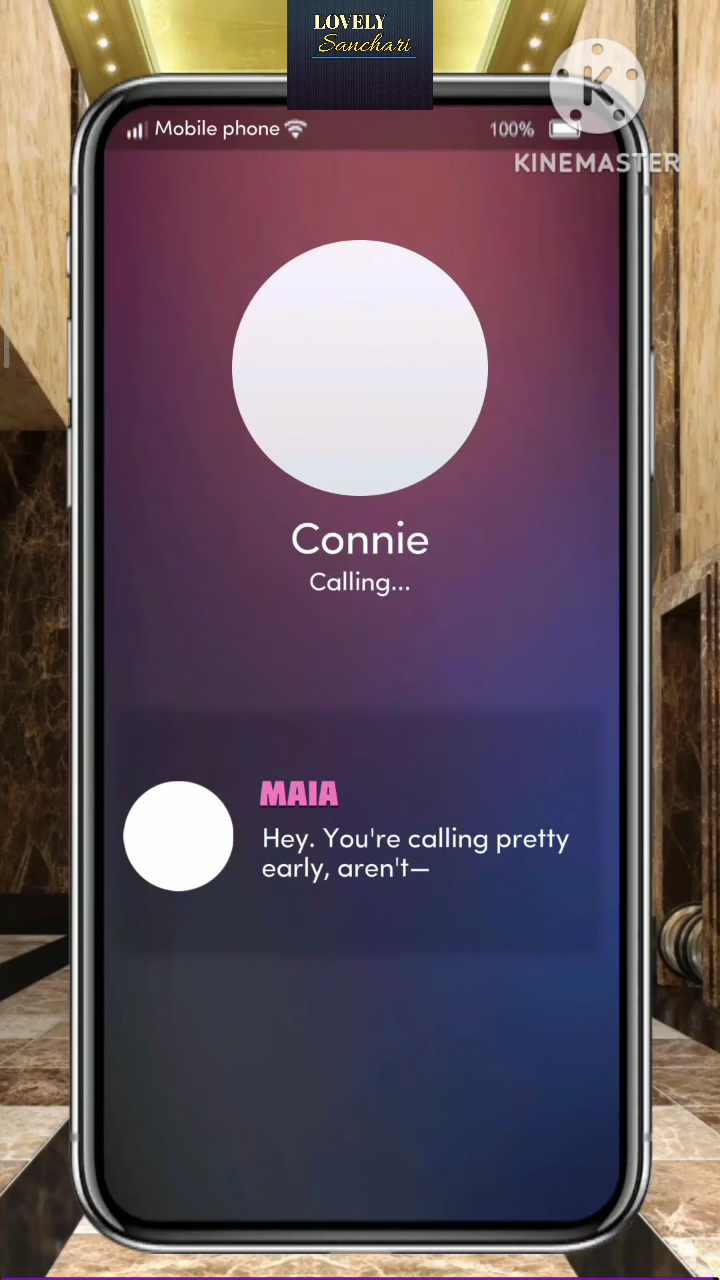 LOVELY
Sanchari
Mobile phone
100%
KINEMASTER
Connie
Calling...
MAIA
Hey. You're calling pretty
early, aren't—